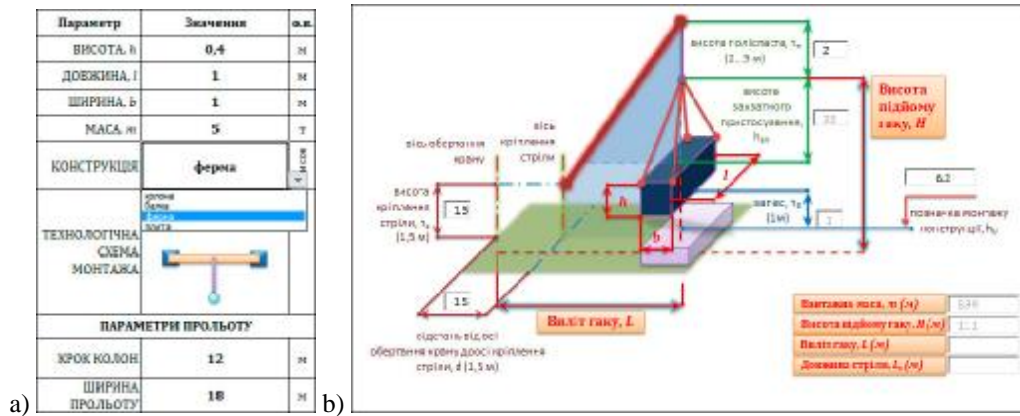 Параметр Значення о.в.
ВИСОТА, h 0,4 м
ДОВЖИНА, l 1 м
ШИРИНА, b 1 м
МАСА, m 5 т
КОНСТРУКЦІЯ ферма
колона
балка
ферма
плита
ТЕХНОЛОГІЧНА
СХЕМА
МОНТАЖА
ПАРАМЕТРИ ПРОЛЬОТУ
КРОК КОЛОН 12 м
ШИРИНА
ПРОЛЬОТУ 18 м
a)
b)
висота поліспаста,
2
висота
захватного
пристосування,
Висота
підйому
гаку, H
вісь обертання
крану
вісь
кріплення
стріли
висота
кріплення
стріли,
(1,5 м)
15
h
b
l
запас,
(1м)
1
позначка монтажу
конструкції,
15
Виліт гаку, L
відстань від осі
обертання крану до осі кріплення
стріли, d (1,5 м)
Вантажна маса, m (м)
Висота підйому гаку, H (м)
Виліт гаку, L (м)
Довжина стріли, (м)